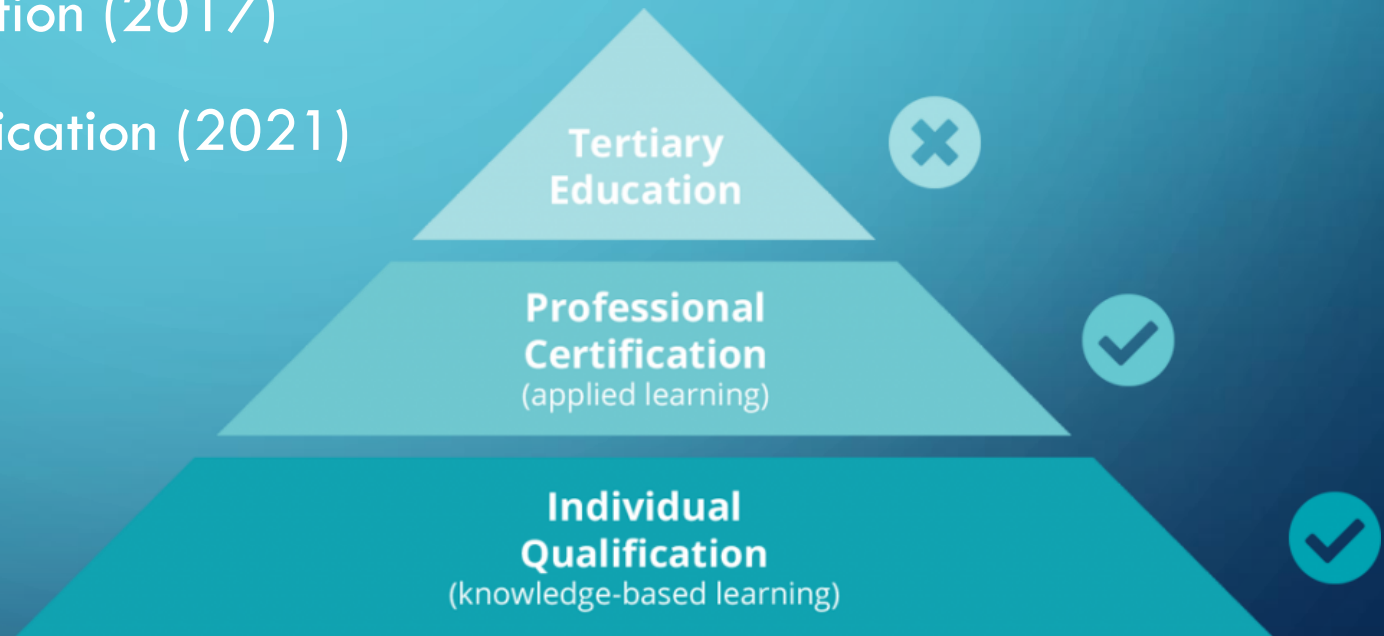 tion (2017)
ication (2021)
Tertiary
Education
Professional
Certification
(applied learning)
Individual
Qualification
(knowledge-based learning)